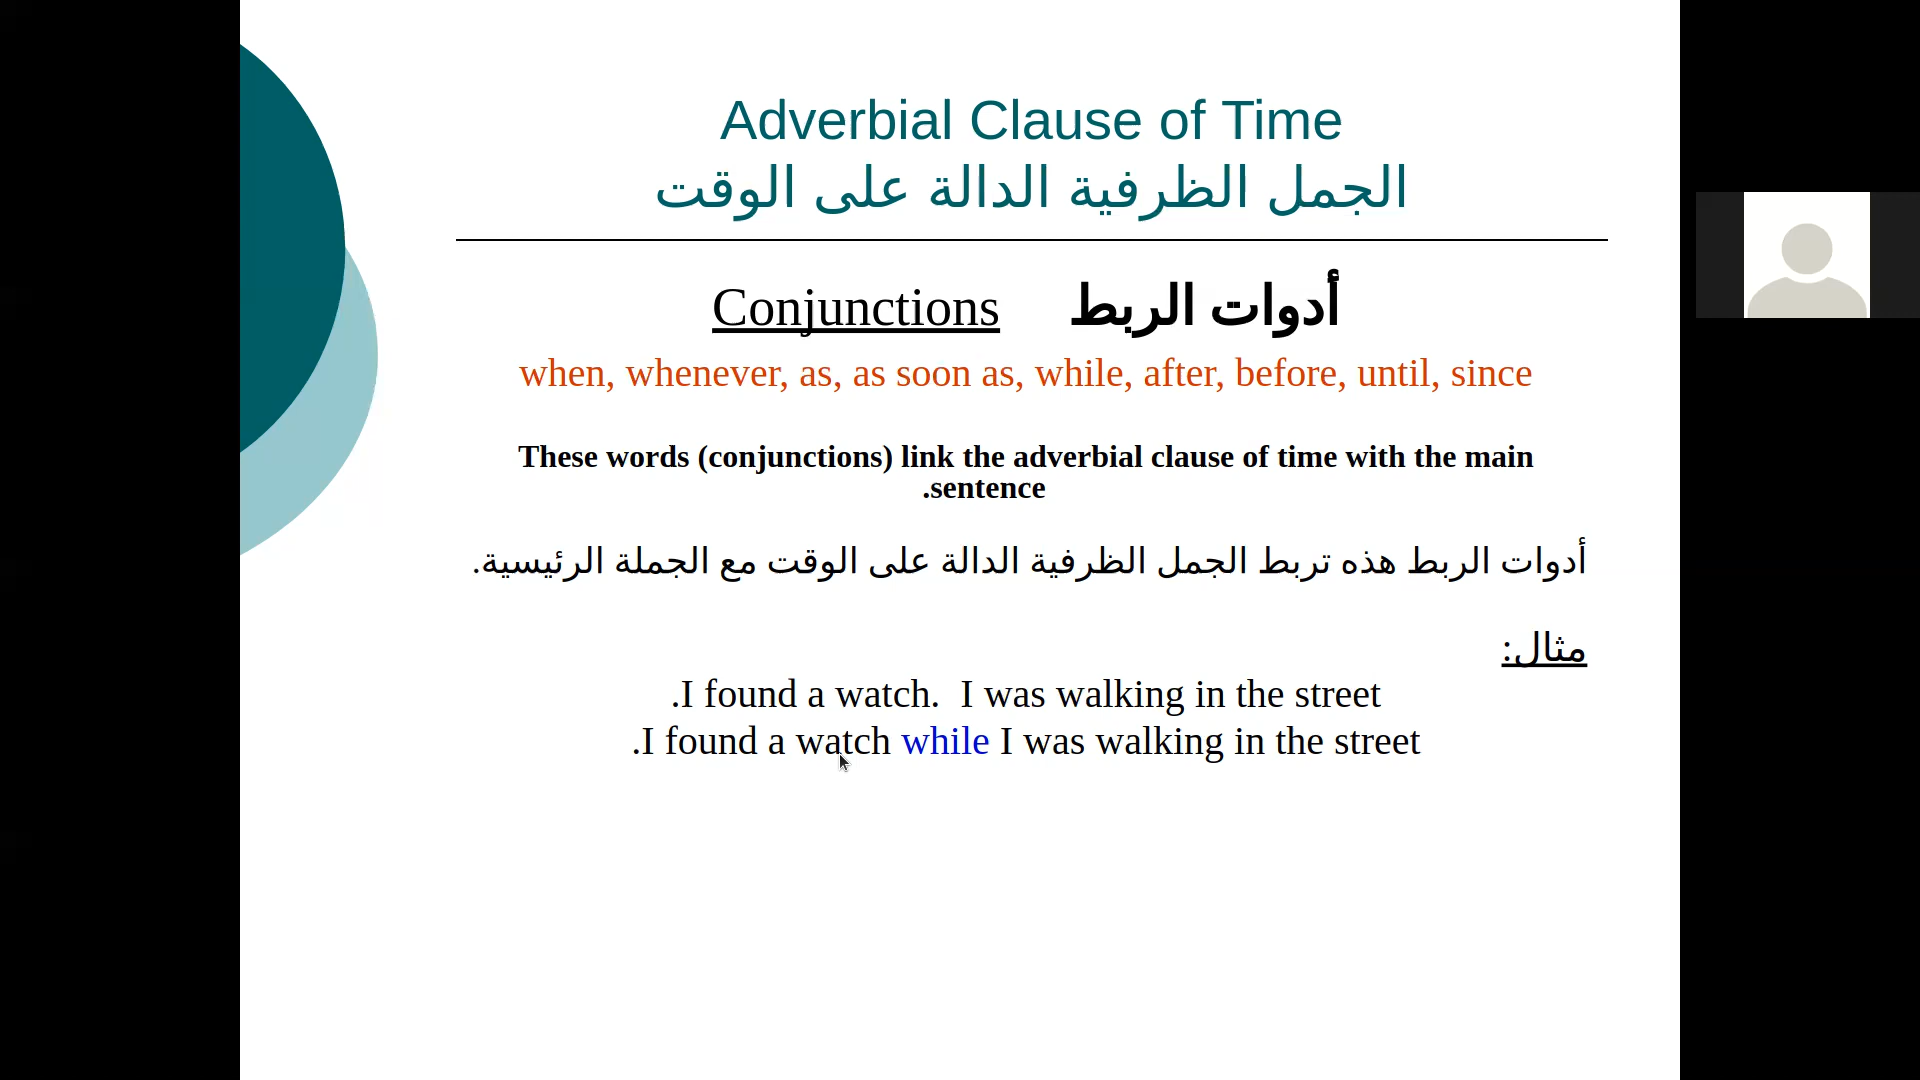 Adverbial Clause of Time
الجمل الظرفية الدالة على الوقت
Conjunctions أدوات الربط
when, whenever, as, as soon as, while, after, before, until, since
These words (conjunctions) link the adverbial clause of time with the main
.sentence
أدوات الربط هذه تربط الجمل الظرفية الدالة على الوقت مع الجملة الرئيسية.
مثال:
.I found a watch.  I was walking in the street
.I found a watch while I was walking in the street